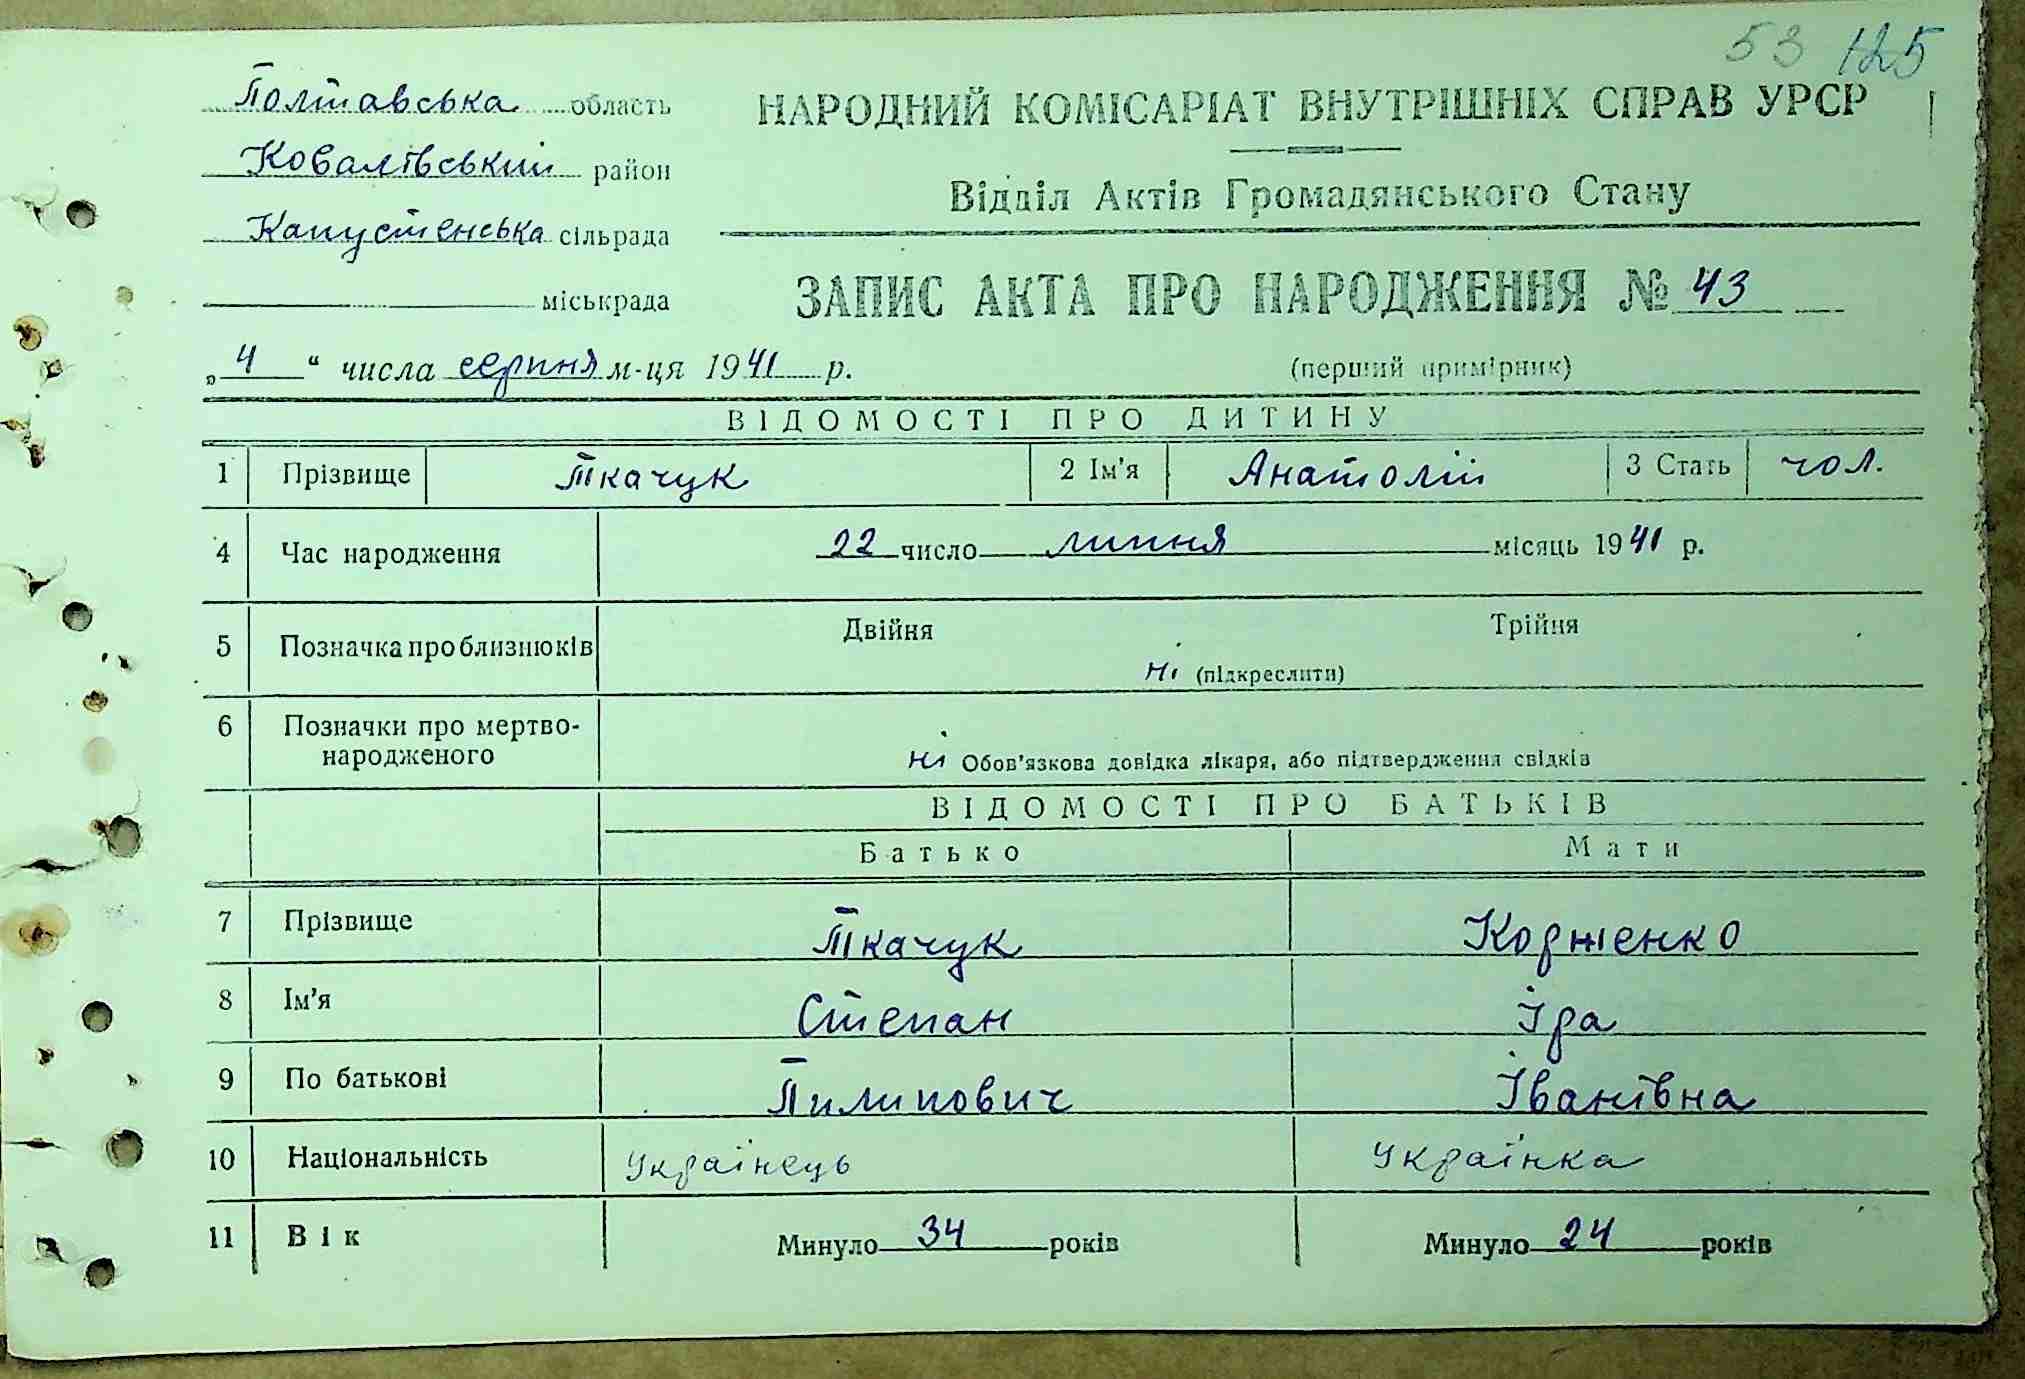 53 125
Полтавська область
Ковалівський район
Капустенська сільрада
міськрада
НАРОДНИЙ КОМІСАРІАТ ВНУТРІШНІХ СПРАВ УРСР
Відділ Актів Громадянського Стану
ЗАПИС АКТА ПРО НАРОДЖЕННЯ № 43
„4“ числа серпня м-ця 1941 р.
(перший примірник)
ВІДОМОСТІ ПРО ДИТИНУ
1 Прізвище Ткачук 2 Ім'я Анатолій 3 Стать чол.
4 Час народження 22 число липня місяць 1941 р.
5 Позначка про близнюків Двійня Трійня
ні (підкреслити)
6 Позначки про мертво-
народженого ні Обов'язкова довідка лікаря, або підтвердження свідків
ВІДОМОСТІ ПРО БАТЬКІВ
Батько Мати
7 Прізвище Ткачук Корженко
8 Ім'я Степан Іра
9 По батькові Пилипович Іванівна
10 Національність Українець Українка
11 Вік Минуло 34 років Минуло 24 років